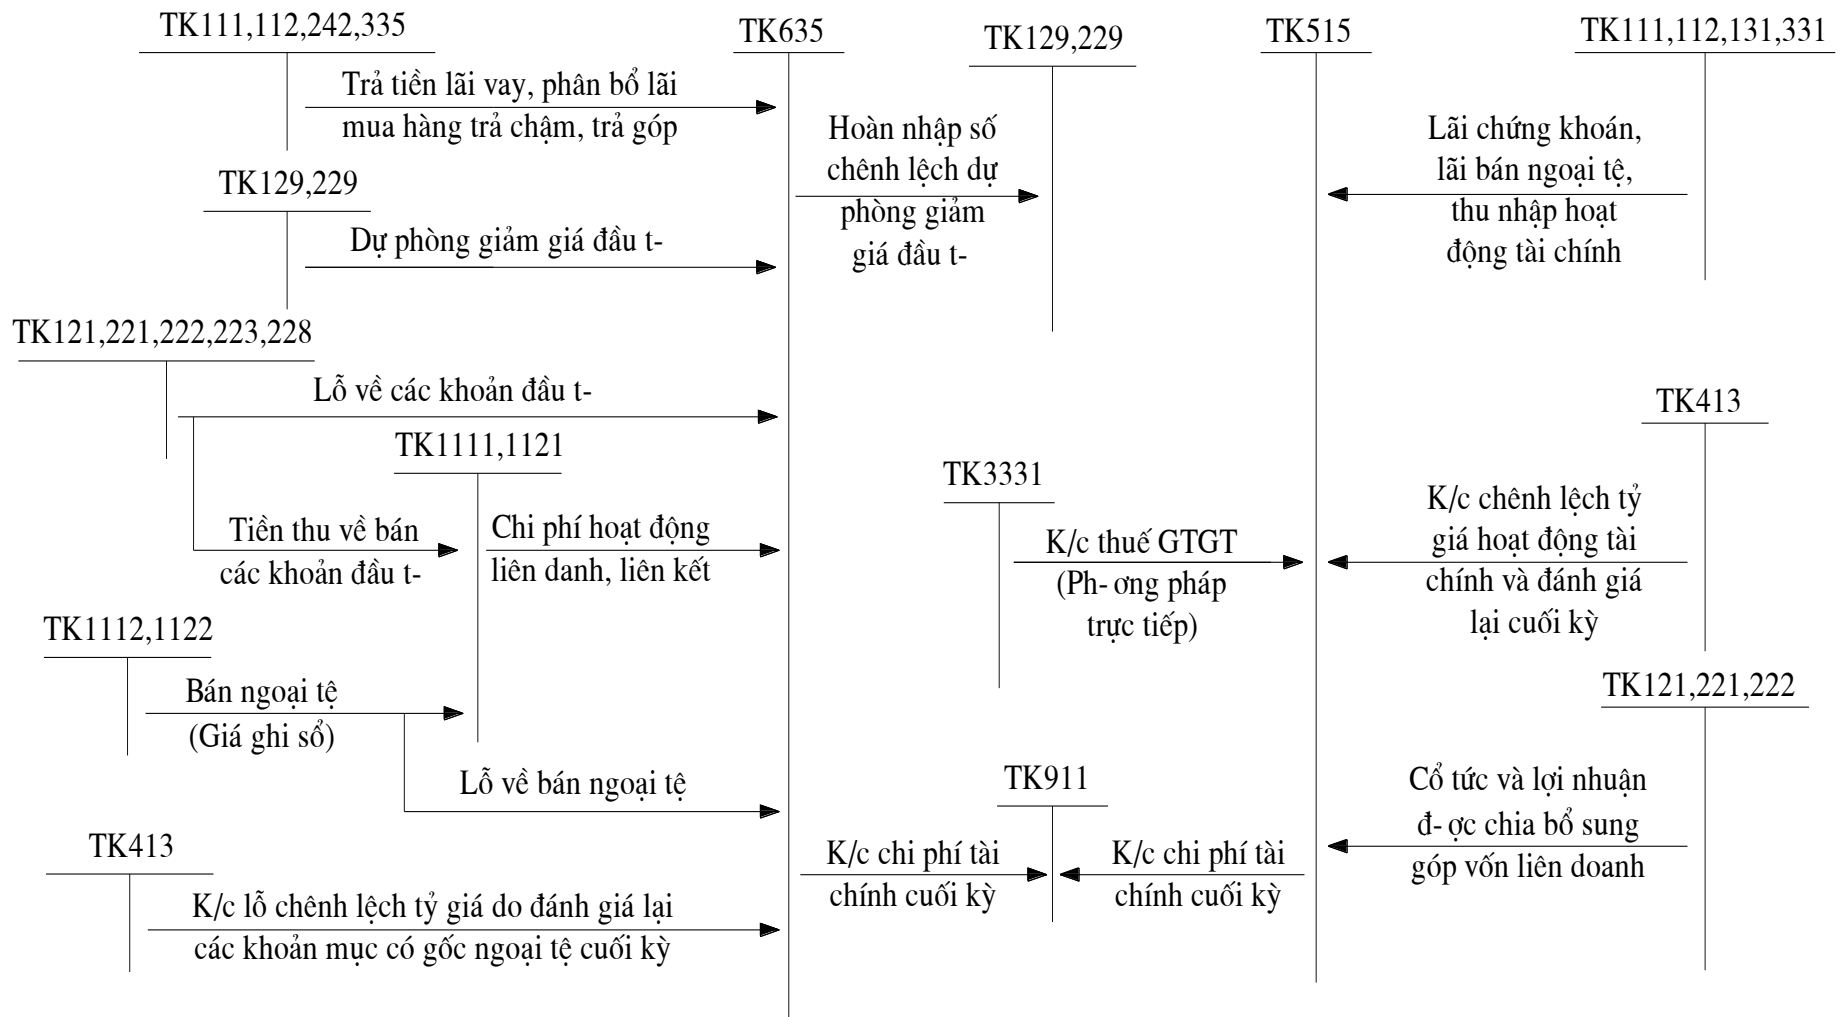 TK111,112,242,335
Trả tiền lãi vay, phân bổ lãi
mua hàng trả chậm, trả góp
TK129,229
Dự phòng giảm giá đầu t-
TK121,221,222,223,228
Lỗ về các khoản đầu t-
TK1111,1121
Tiền thu về bán
các khoản đầu t-
Chi phí hoạt động
liên danh, liên kết
TK1112,1122
Bán ngoại tệ
(Giá ghi sổ)
Lỗ về bán ngoại tệ
TK413
K/c lỗ chênh lệch tỷ giá do đánh giá lại
các khoản mục có gốc ngoại tệ cuối kỳ
TK635
TK129,229
Hoàn nhập số
chênh lệch dự
phòng giảm
giá đầu t-
TK3331
K/c thuế GTGT
(Ph- ơng pháp
trực tiếp)
TK911
K/c chi phí tài
chính cuối kỳ
K/c chi phí tài
chính cuối kỳ
TK515
TK111,112,131,331
Lãi chứng khoán,
lãi bán ngoại tệ,
thu nhập hoạt
động tài chính
TK413
K/c chênh lệch tỷ
giá hoạt động tài
chính và đánh giá
lại cuối kỳ
TK121,221,222
Cổ tức và lợi nhuận
đ- ợc chia bổ sung
góp vốn liên doanh